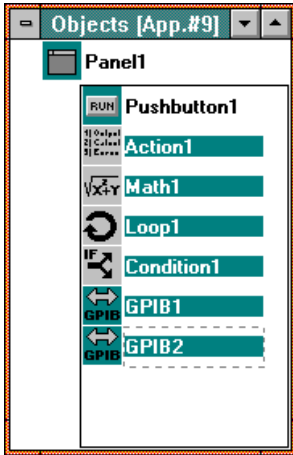 Objects [App.#9]
Panel1
RUN Pushbutton1
Action1
Math1
Loop1
IF Condition1
GPIB GPIB1
GPIB GPIB2